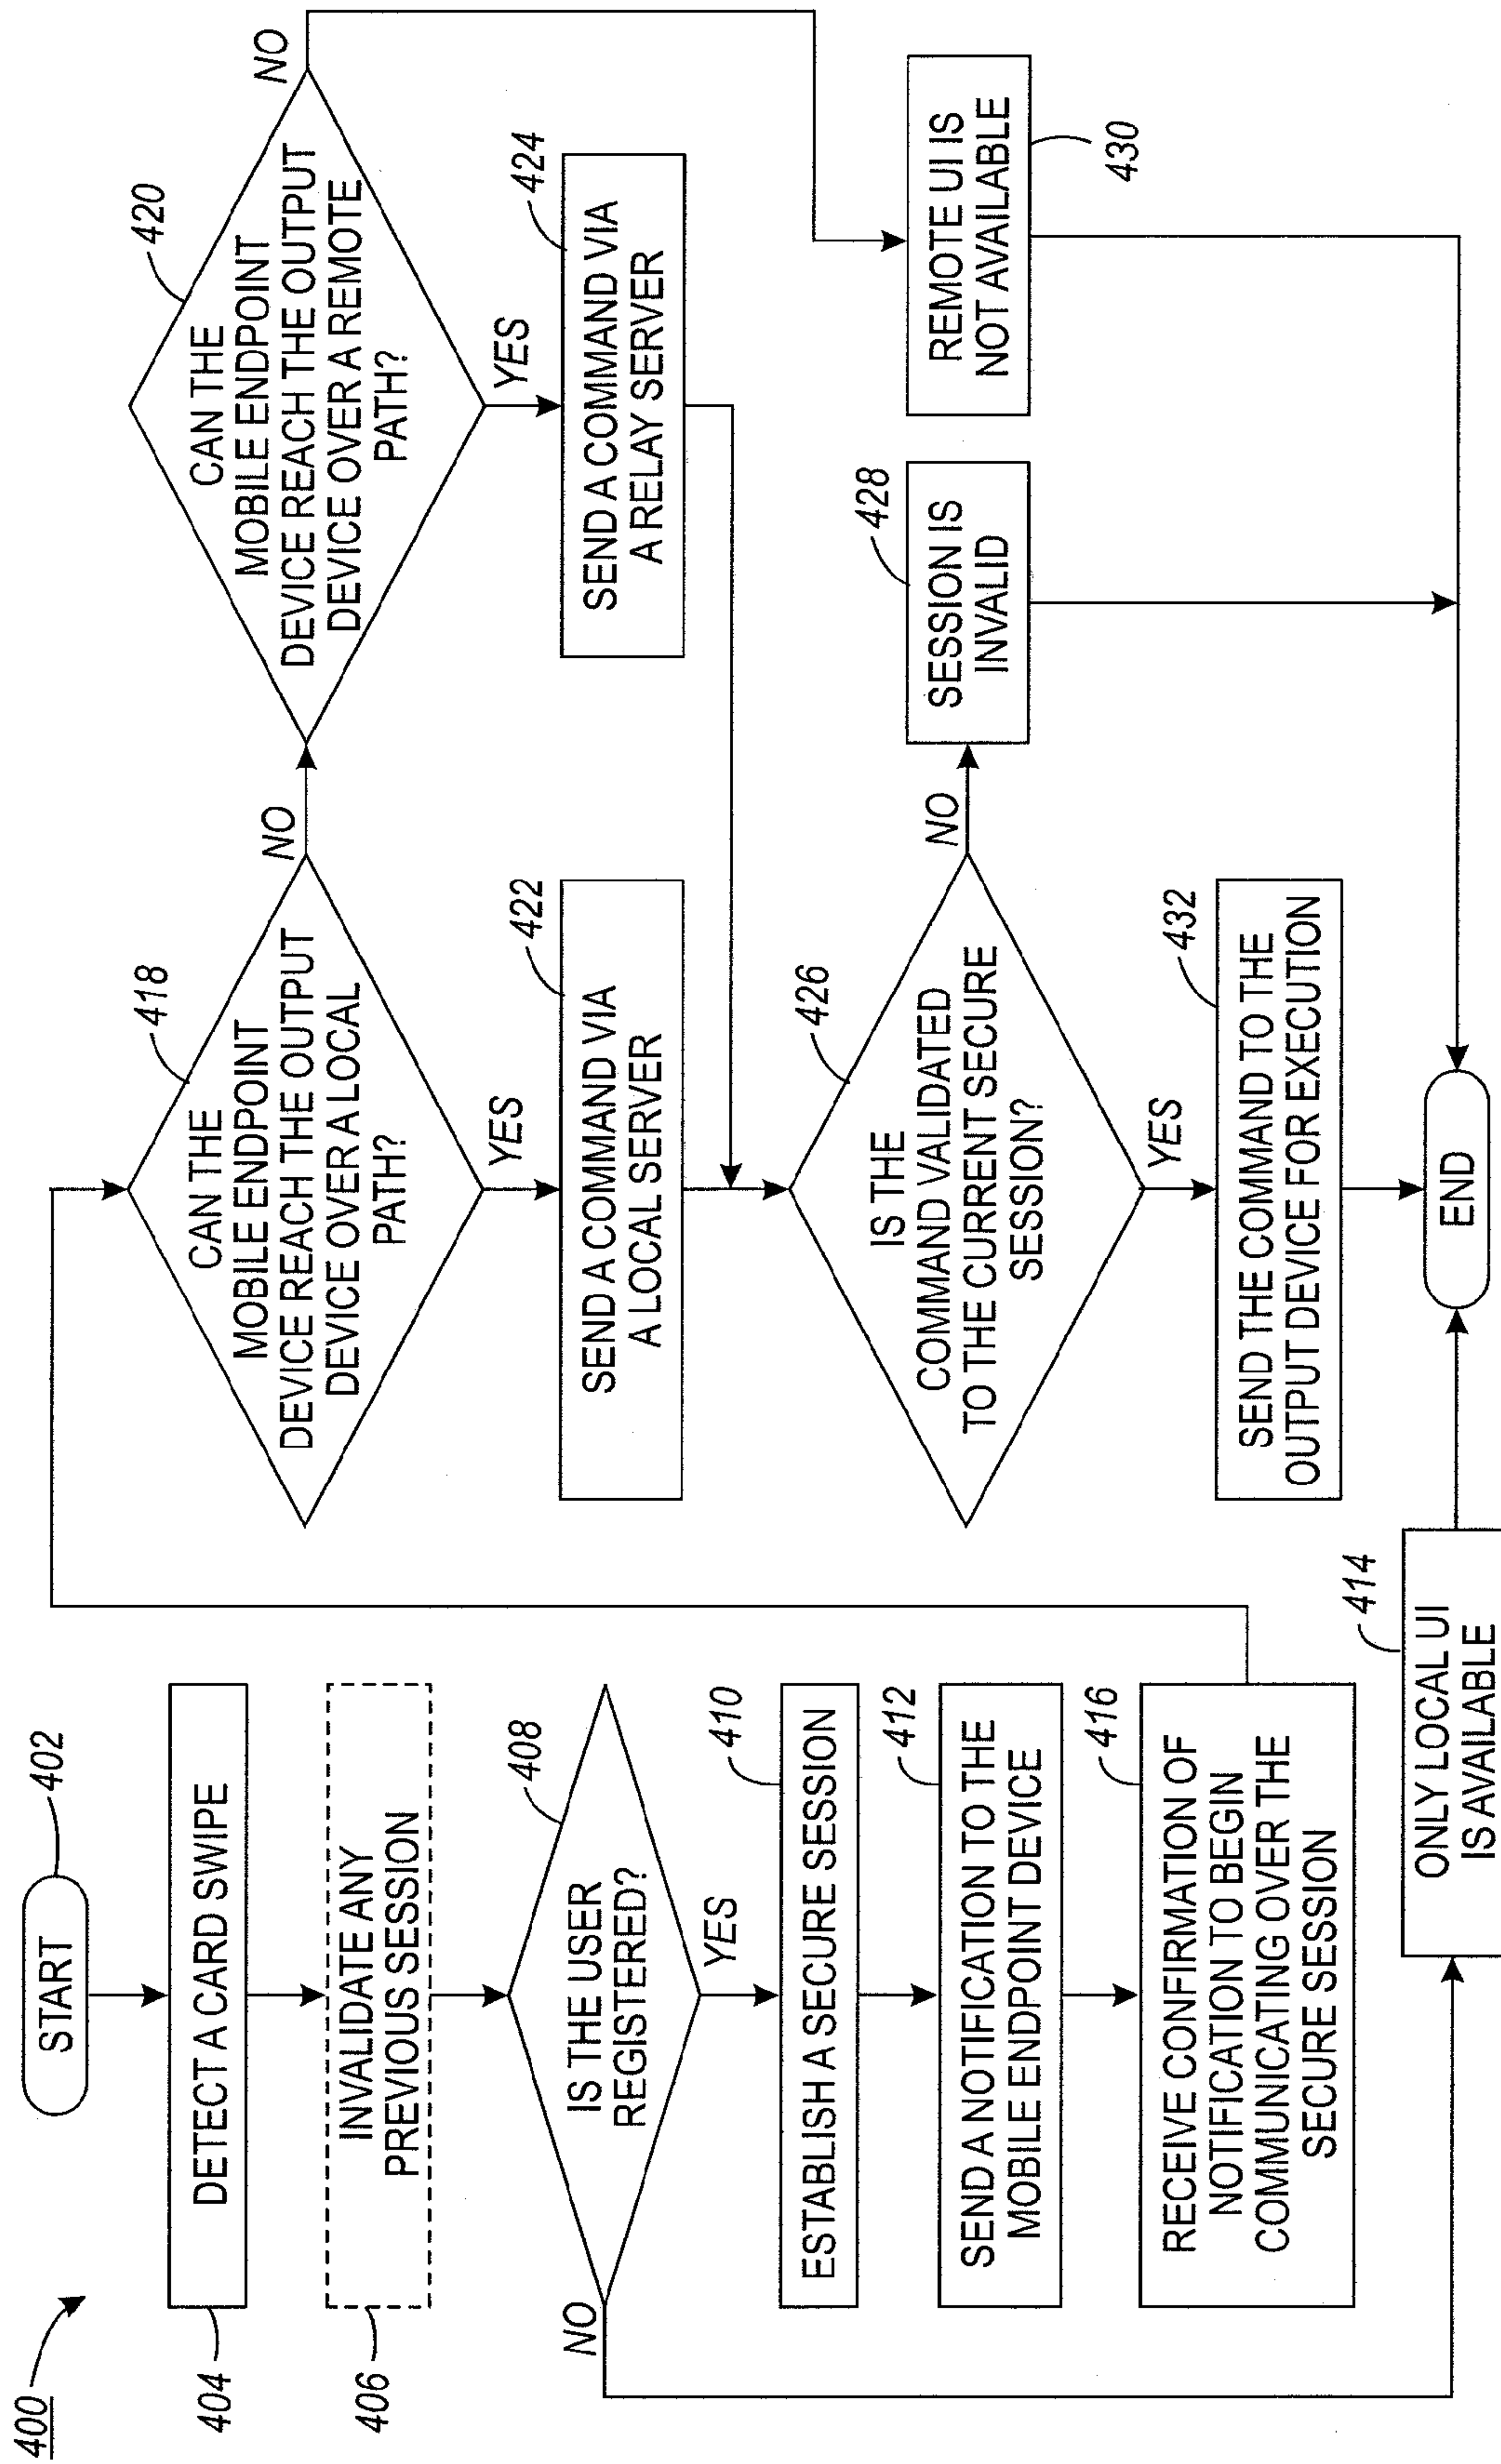 400
START
402
DETECT A CARD SWIPE
404
INVALIDATE ANY
PREVIOUS SESSION
406
IS THE USER
REGISTERED?
408
NO
YES
ESTABLISH A SECURE SESSION
410
SEND A NOTIFICATION TO THE
MOBILE ENDPOINT DEVICE
412
RECEIVE CONFIRMATION OF
NOTIFICATION TO BEGIN
COMMUNICATING OVER THE
SECURE SESSION
416
ONLY LOCAL UI
IS AVAILABLE
414
CAN THE
MOBILE ENDPOINT
DEVICE REACH THE OUTPUT
DEVICE OVER A LOCAL
PATH?
418
NO
YES
SEND A COMMAND VIA
A LOCAL SERVER
422
CAN THE
MOBILE ENDPOINT
DEVICE REACH THE OUTPUT
DEVICE OVER A REMOTE
PATH?
420
NO
YES
SEND A COMMAND VIA
A RELAY SERVER
424
IS THE
COMMAND VALIDATED
TO THE CURRENT SECURE
SESSION?
426
NO
YES
SESSION IS
INVALID
428
REMOTE UI IS
NOT AVAILABLE
430
SEND THE COMMAND TO THE
OUTPUT DEVICE FOR EXECUTION
432
END